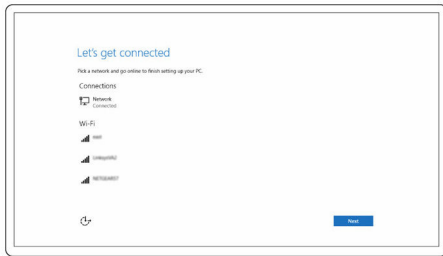 Let's get connected
Pick a network and go online to finish setting up your PC.
Connections
Network
Connected
Wi-Fi
Next